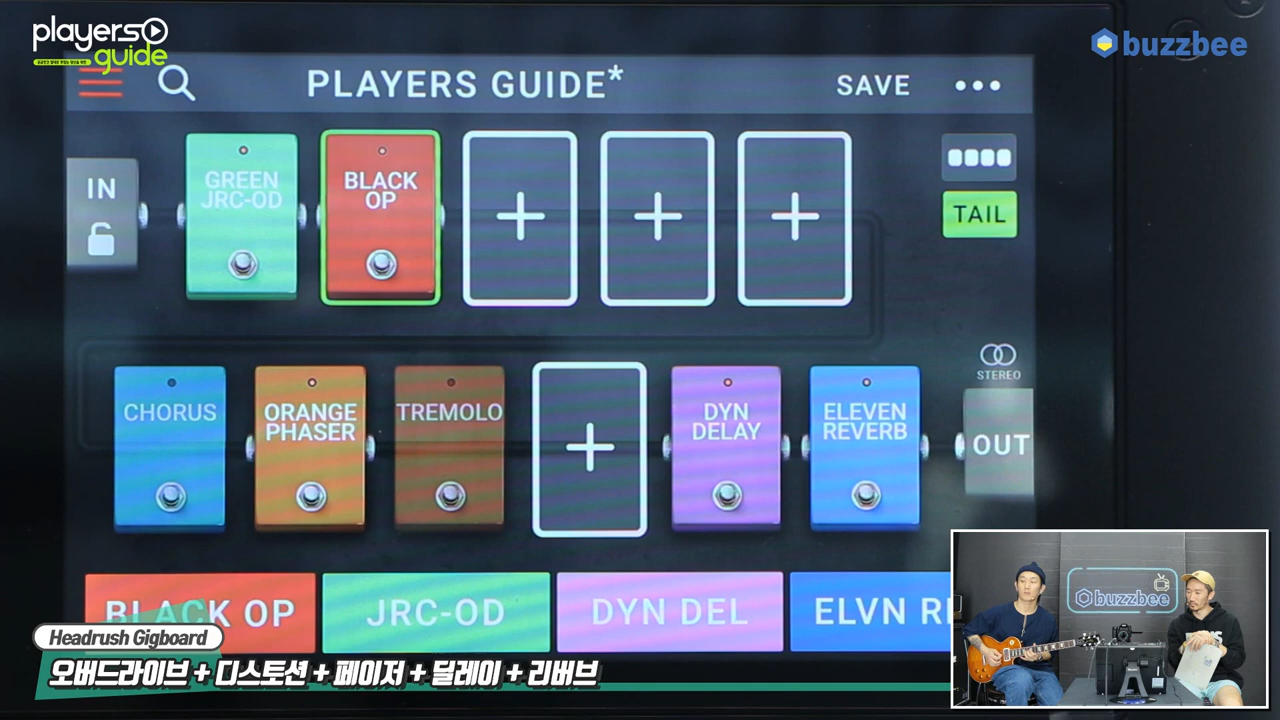 players
guide
buzzbee
PLAYERS GUIDE*
SAVE
IN
GREEN
JRC-OD
BLACK
OP
TAIL
STEREO
OUT
CHORUS
ORANGE
PHASER
TREMOLO
DYN
DELAY
ELEVEN
REVERB
BLACK OP
JRC-OD
DYN DEL
ELVN R
Headrush Gigboard
오버드라이브 + 디스토션 + 페이저 + 딜레이 + 리버브
buzzbee